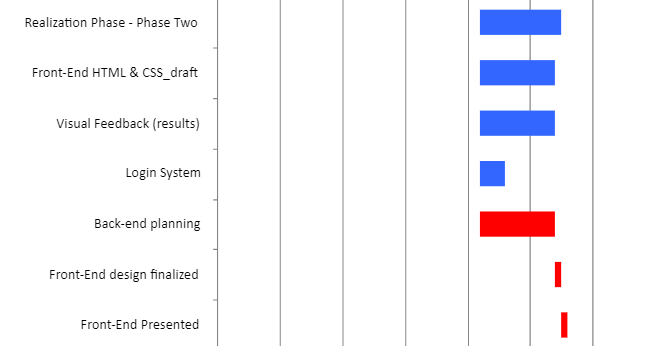 Realization Phase - Phase Two
Front-End HTML & CSS_draft
Visual Feedback (results)
Login System
Back-end planning
Front-End design finalized
Front-End Presented